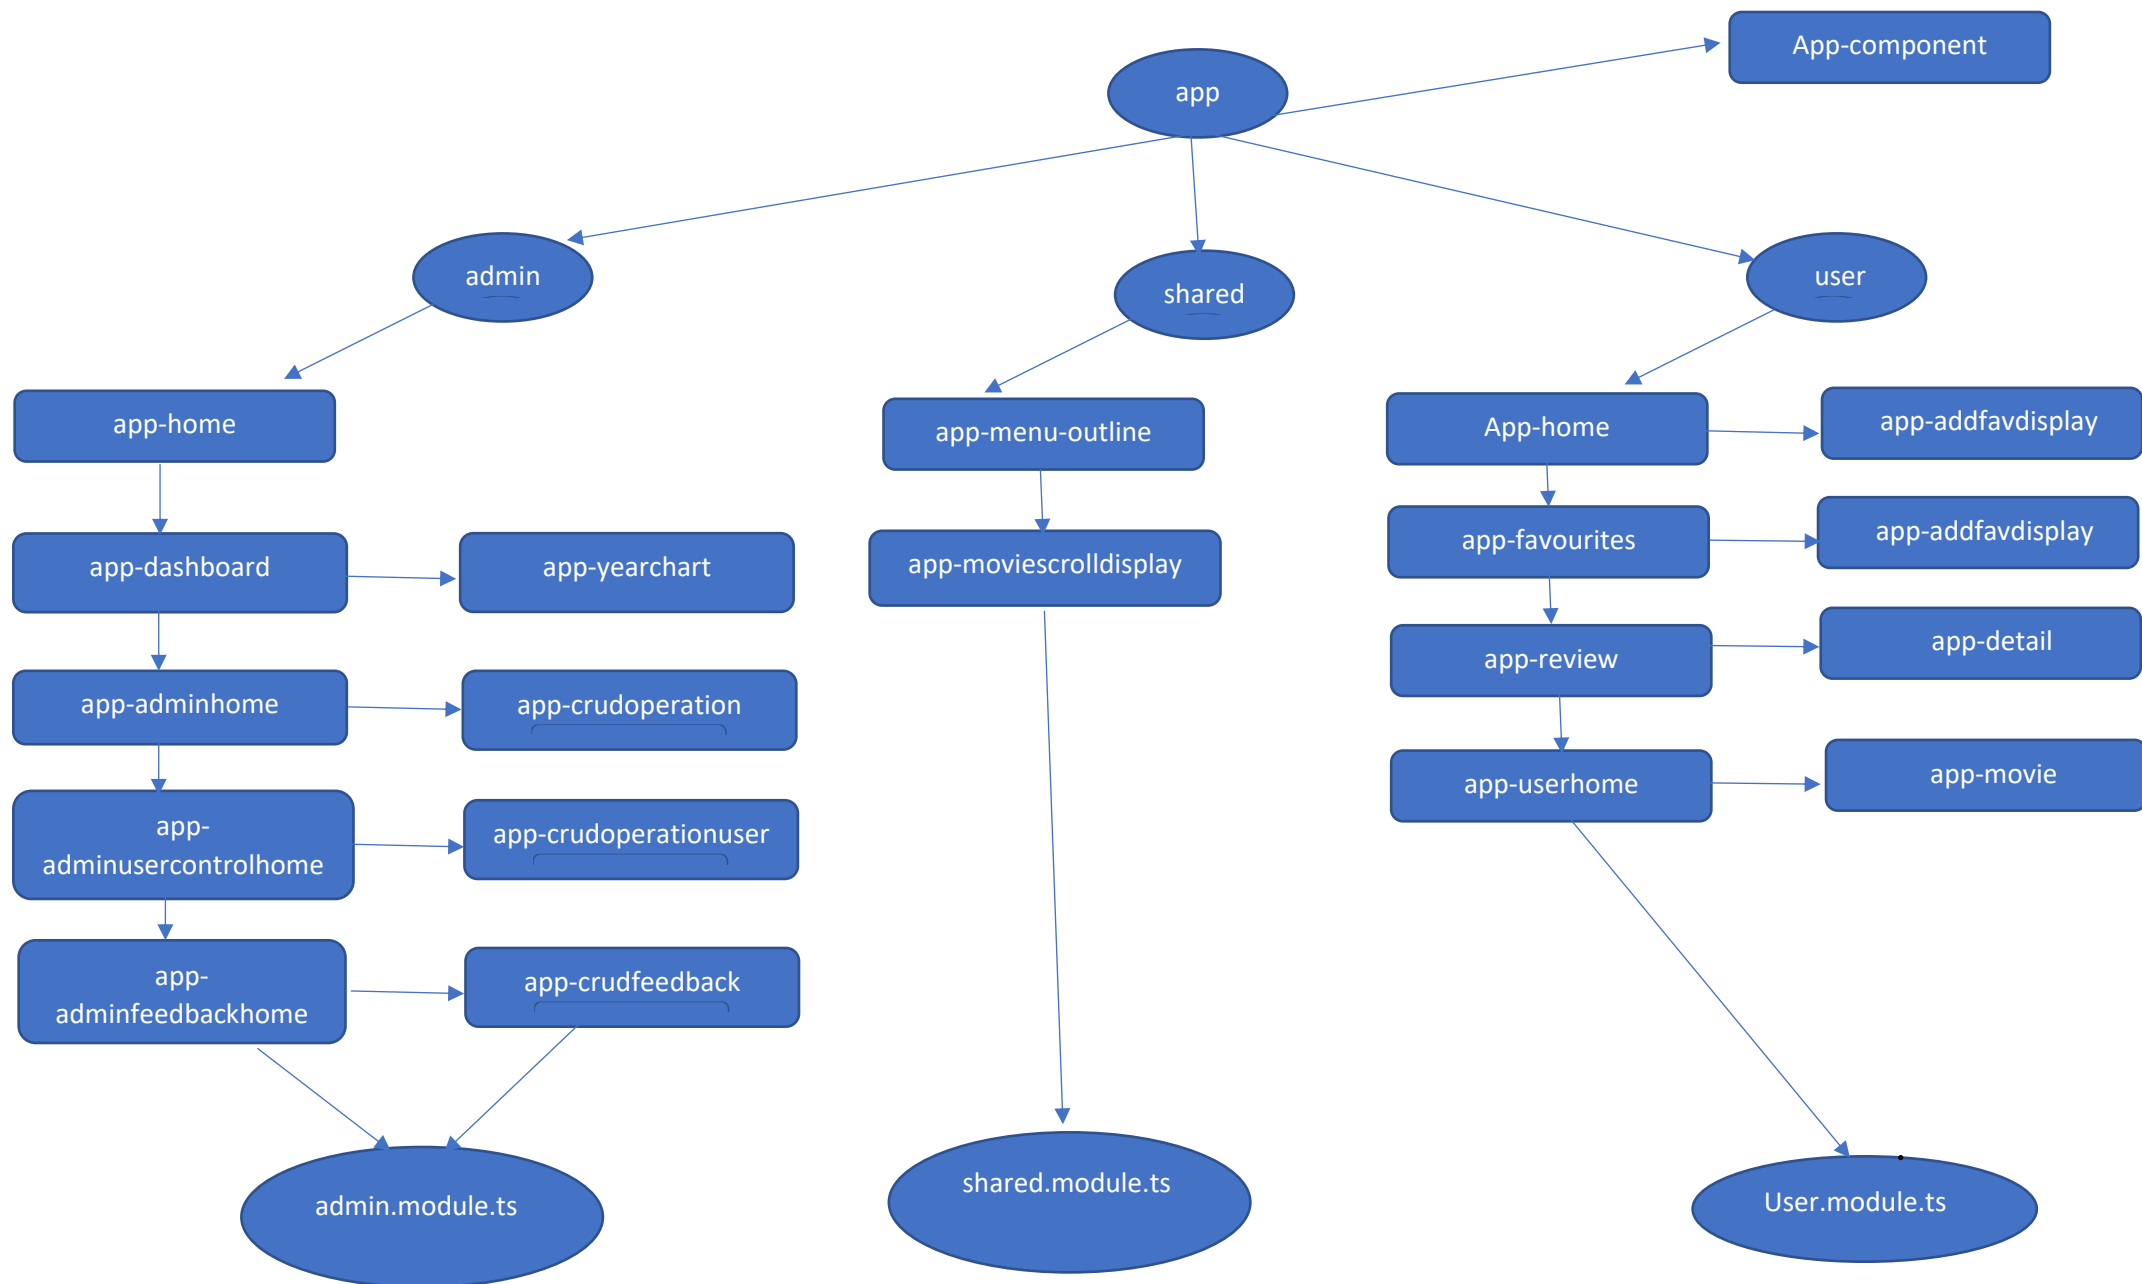 App-component
app
admin
shared
user
app-home
app-menu-outline
App-home
app-addfavdisplay
app-dashboard
app-yearchart
app-moviescrolldisplay
app-favourites
app-addfavdisplay
app-review
app-detail
app-adminhome
app-crudoperation
app-userhome
app-movie
app-
adminusercontrolhome
app-crudoperationuser
app-
adminfeedbackhome
app-crudfeedback
admin.module.ts
shared.module.ts
User.module.ts